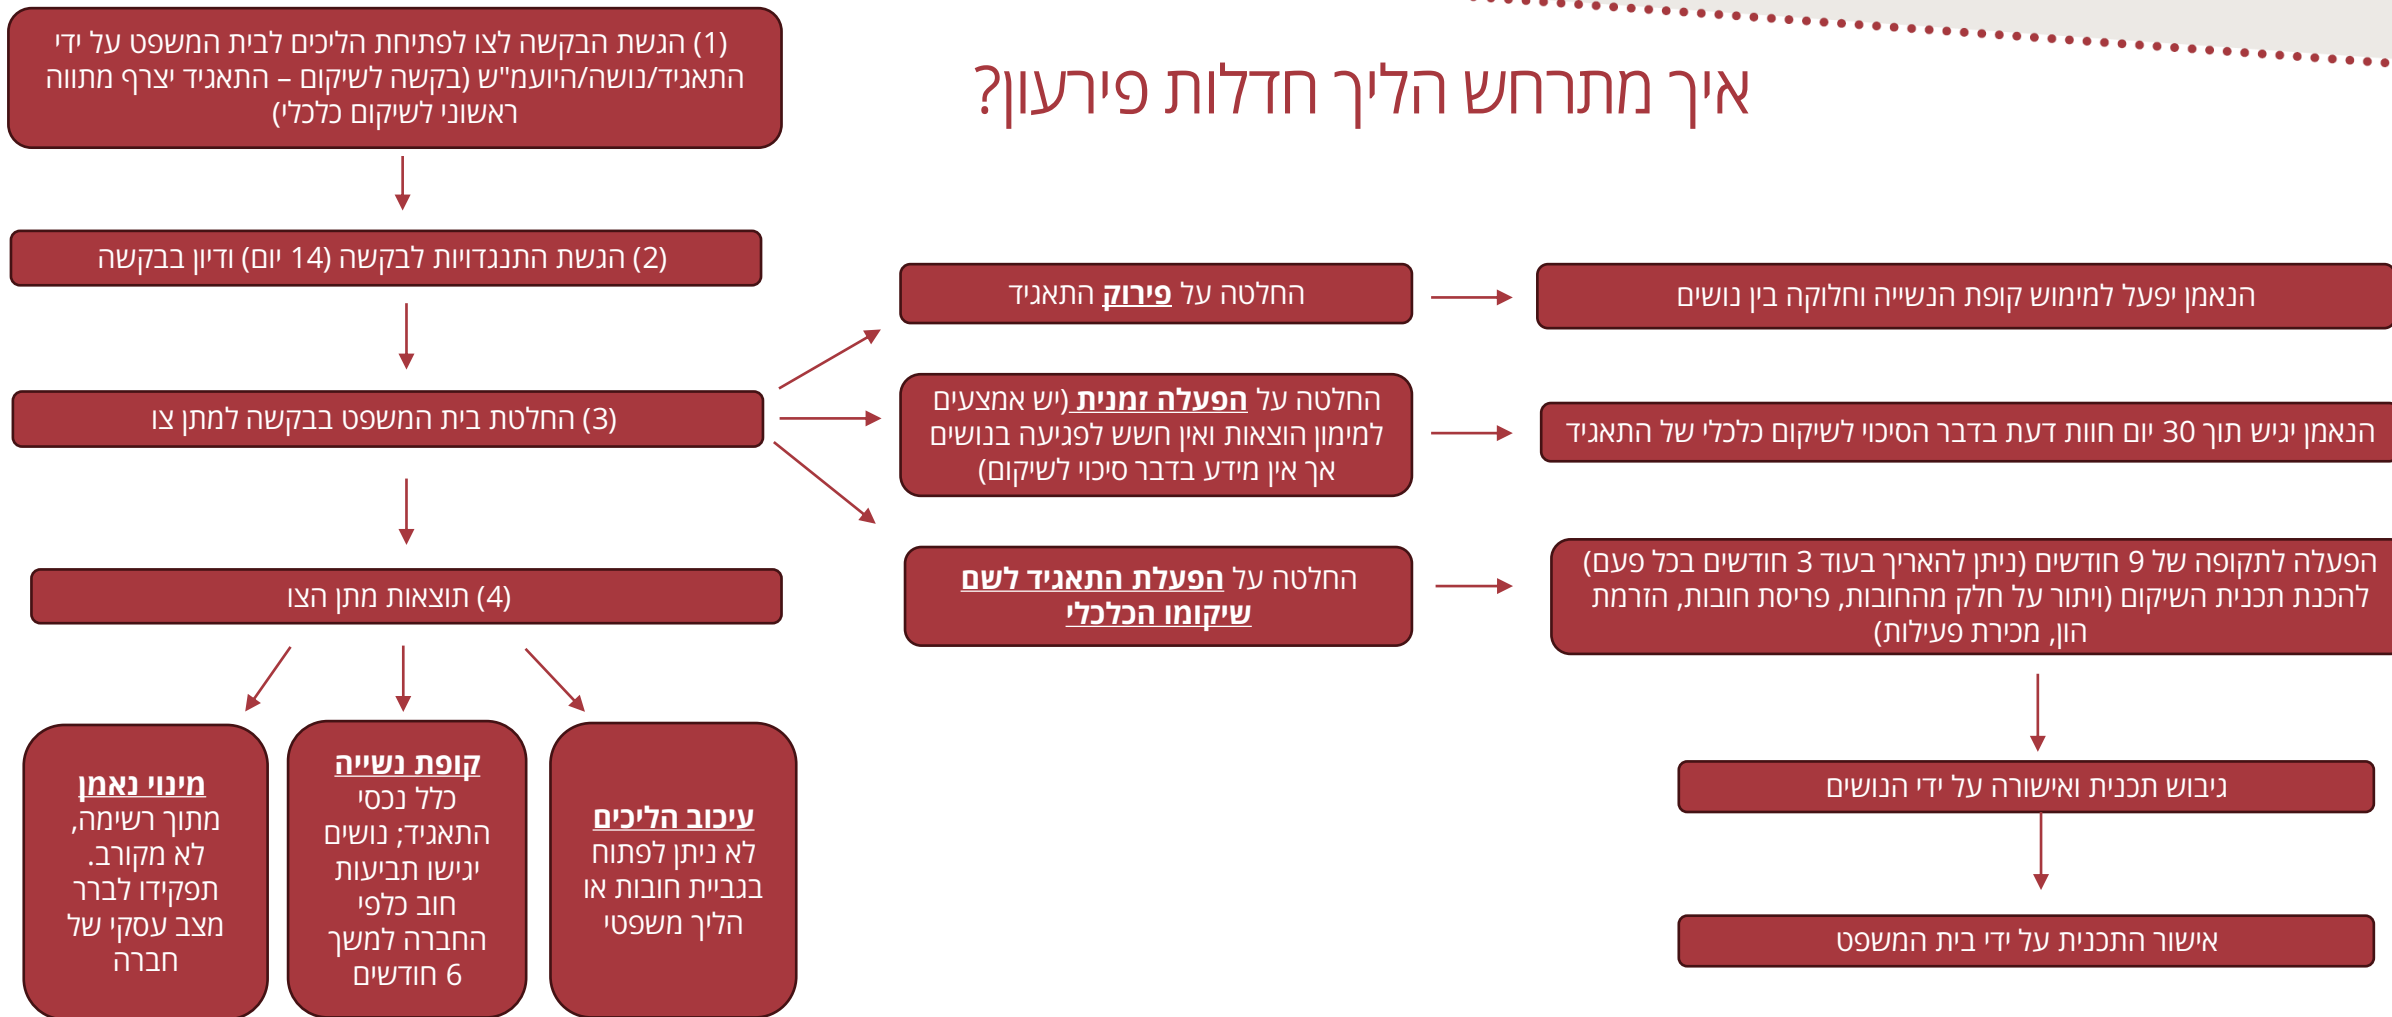 איך מתרחש הליך חדלות פירעון?
(1) הגשת הבקשה לצו לפתיחת הליכים לבית המשפט על ידי
התאגיד/נושה/היועמ"ש (בקשה לשיקום – התאגיד יצרף מתווה
ראשוני לשיקום כלכלי)
(2) הגשת התנגדויות לבקשה (14 יום) ודיון בבקשה
(3) החלטת בית המשפט בבקשה למתן צו
החלטה על פירוק התאגיד
הנאמן יפעל למימוש קופת הנשייה וחלוקה בין נושים
החלטה על הפעלה זמנית (יש אמצעים
למימון הוצאות ואין חשש לפגיעה בנושים
אך אין מידע בדבר סיכוי לשיקום)
הנאמן יגיש תוך 30 יום חוות דעת בדבר הסיכוי לשיקום כלכלי של התאגיד
החלטה על הפעלת התאגיד לשם
שיקומו הכלכלי
הפעלה לתקופה של 9 חודשים (ניתן להאריך בעוד 3 חודשים בכל פעם)
להכנת תכנית השיקום (ויתור על חלק מהחובות, פריסת חובות, הזרמת
הון, מכירת פעילות)
גיבוש תכנית ואישורה על ידי הנושים
אישור התכנית על ידי בית המשפט
(4) תוצאות מתן הצו
עיכוב הליכים
לא ניתן לפתוח
בגביית חובות או
הליך משפטי
קופת נשייה
כלל נכסי
התאגיד; נושים
יגישו תביעות
חוב כלפי
החברה למשך
6 חודשים
מינוי נאמן
מתוך רשימה,
לא מקורב.
תפקידו לברר
מצב עסקי של
חברה